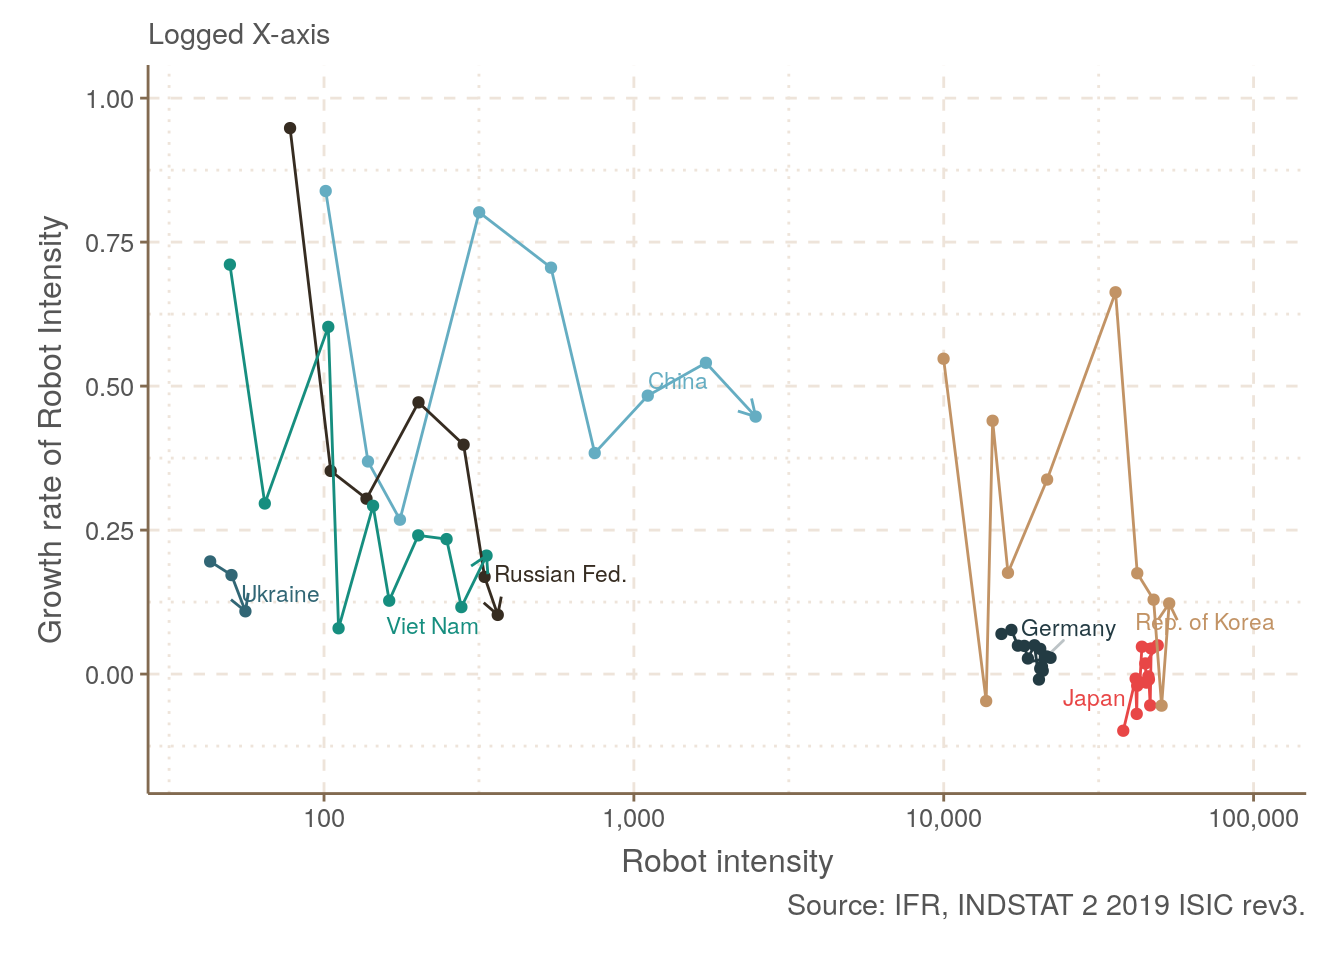 Logged X-axis
1.00
0.75
0.50
0.25
0.00
Growth rate of Robot Intensity
China
Ukraine
Russian Fed.
Viet Nam
Germany
Rep. of Korea
Japan
100
1,000
10,000
100,000
Robot intensity
Source: IFR, INDSTAT 2 2019 ISIC rev3.